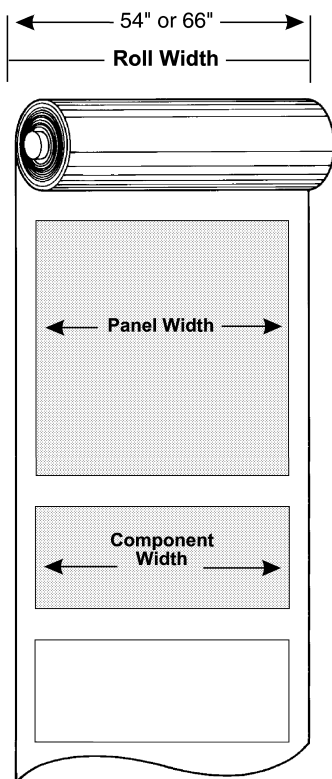 54" or 66"
Roll Width
Panel Width
Component
Width